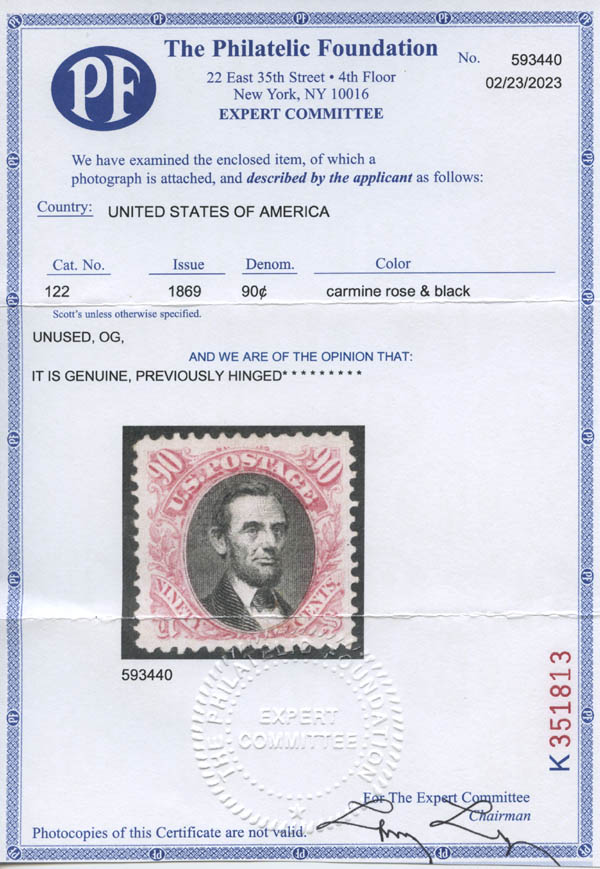 PF
The Philatelic Foundation
22 East 35th Street • 4th Floor
New York, NY 10016
EXPERT COMMITTEE
No. 593440
02/23/2023
We have examined the enclosed item, of which a
photograph is attached, and described by the applicant as follows:
Country: UNITED STATES OF AMERICA
Cat. No. Issue Denom. Color
122 1869 90¢ carmine rose & black
Scott's unless otherwise specified.
UNUSED, OG,
AND WE ARE OF THE OPINION THAT:
IT IS GENUINE, PREVIOUSLY HINGED* * * * * * * * *
90 90
U.S. POSTAGE
NINETY CENTS.
U S
593440
THE PHILATELIC FOUNDATION
EXPERT
COMMITTEE
K 351813
For The Expert Committee
Chairman
Photocopies of this Certificate are not valid.